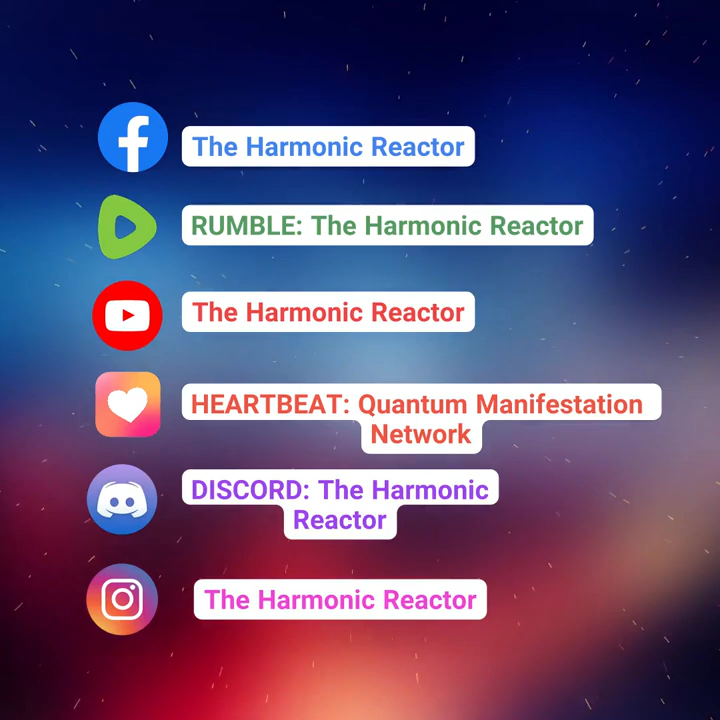 The Harmonic Reactor
RUMBLE: The Harmonic Reactor
The Harmonic Reactor
HEARTBEAT: Quantum Manifestation
Network
DISCORD: The Harmonic
Reactor
The Harmonic Reactor